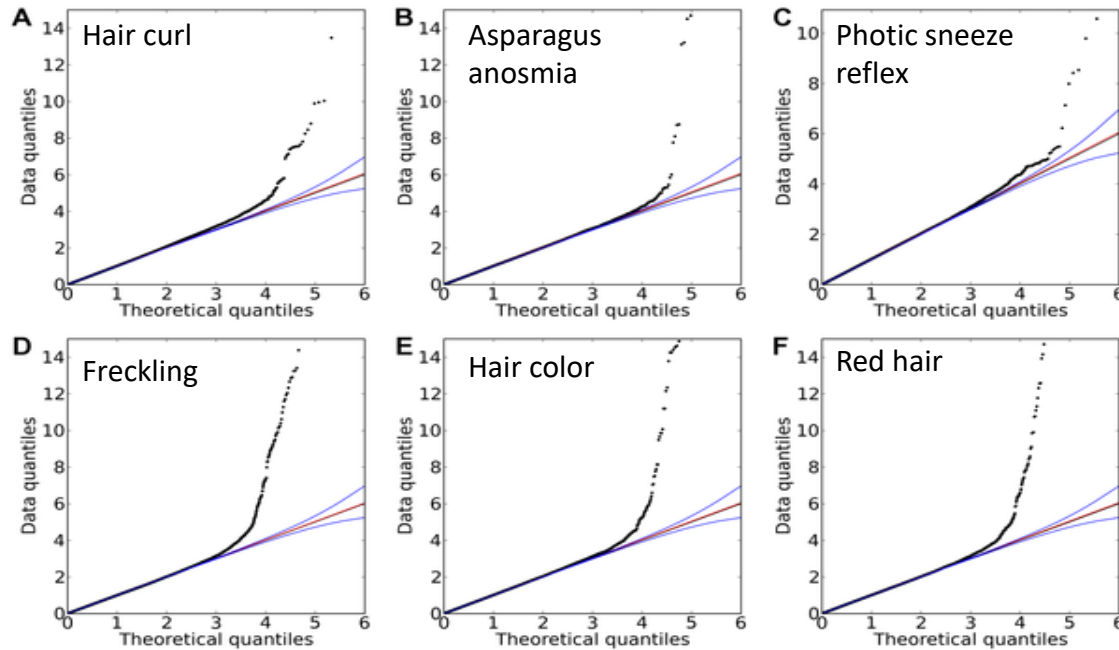 A
Hair curl
14
12
10
8
6
4
2
0
Data quantiles
0 1 2 3 4 5 6
Theoretical quantiles
B
Asparagus
anosmia
14
12
10
8
6
4
2
0
Data quantiles
0 1 2 3 4 5 6
Theoretical quantiles
C
Photic sneeze
reflex
10
8
6
4
2
0
Data quantiles
0 1 2 3 4 5 6
Theoretical quantiles
D
Freckling
14
12
10
8
6
4
2
0
Data quantiles
0 1 2 3 4 5 6
Theoretical quantiles
E
Hair color
14
12
10
8
6
4
2
0
Data quantiles
0 1 2 3 4 5 6
Theoretical quantiles
F
Red hair
14
12
10
8
6
4
2
0
Data quantiles
0 1 2 3 4 5 6
Theoretical quantiles